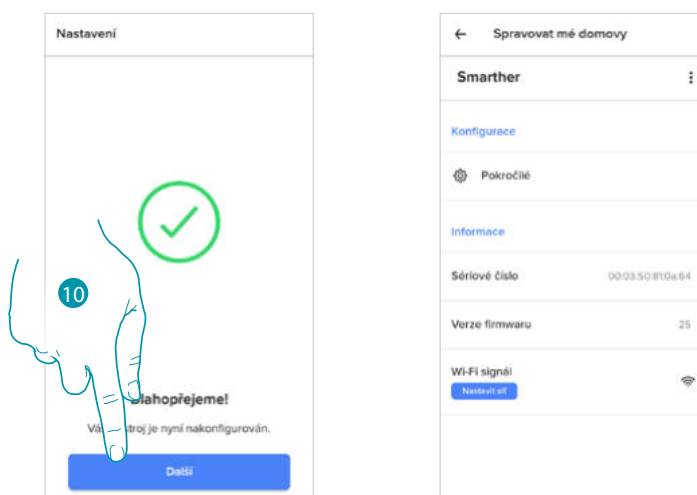 Nastavení
10
Blahopřejeme!
Váš nástroj je nyní nakonfigurován.
Další
Spravovat mé domovy
Smarther
Konfigurace
Pokročilé
Informace
Sériové číslo 00:03:50:81:0a:64
Verze firmwaru 25
Wi-Fi signál
Nastavit síť